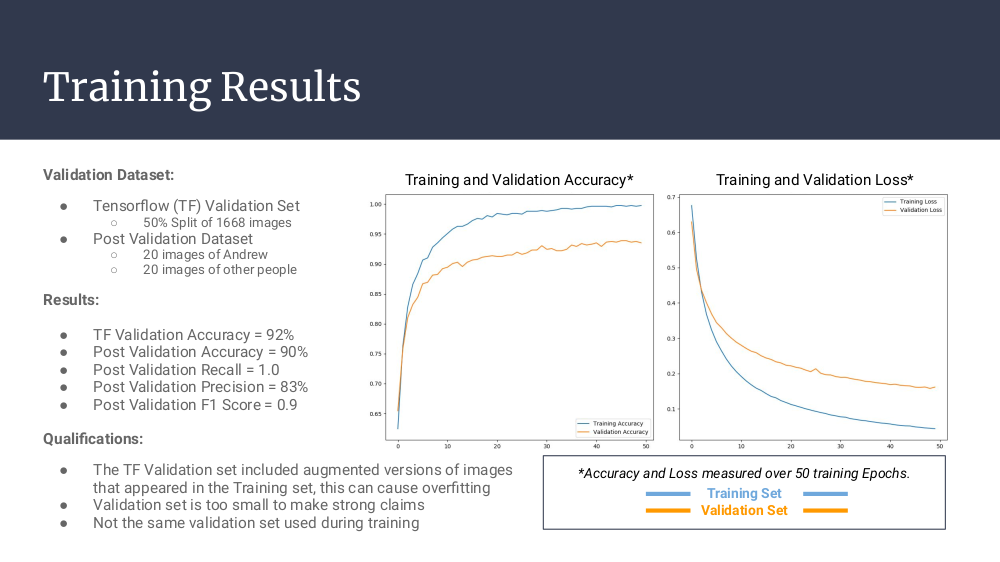 Training Results
Validation Dataset:
● Tensorflow (TF) Validation Set
○ 50% Split of 1668 images
● Post Validation Dataset
○ 20 images of Andrew
○ 20 images of other people
Results:
● TF Validation Accuracy = 92%
● Post Validation Accuracy = 90%
● Post Validation Recall = 1.0
● Post Validation Precision = 83%
● Post Validation F1 Score = 0.9
Qualifications:
● The TF Validation set included augmented versions of images
that appeared in the Training set, this can cause overfitting
● Validation set is too small to make strong claims
● Not the same validation set used during training
Training and Validation Accuracy*
1.00
0.95
0.90
0.85
0.80
0.75
0.70
0.65
0 10 20 30 40 50
Training Accuracy
Validation Accuracy
Training and Validation Loss*
0.7
0.6
0.5
0.4
0.3
0.2
0.1
0 10 20 30 40 50
Training Loss
Validation Loss
*Accuracy and Loss measured over 50 training Epochs.
Training Set
Validation Set